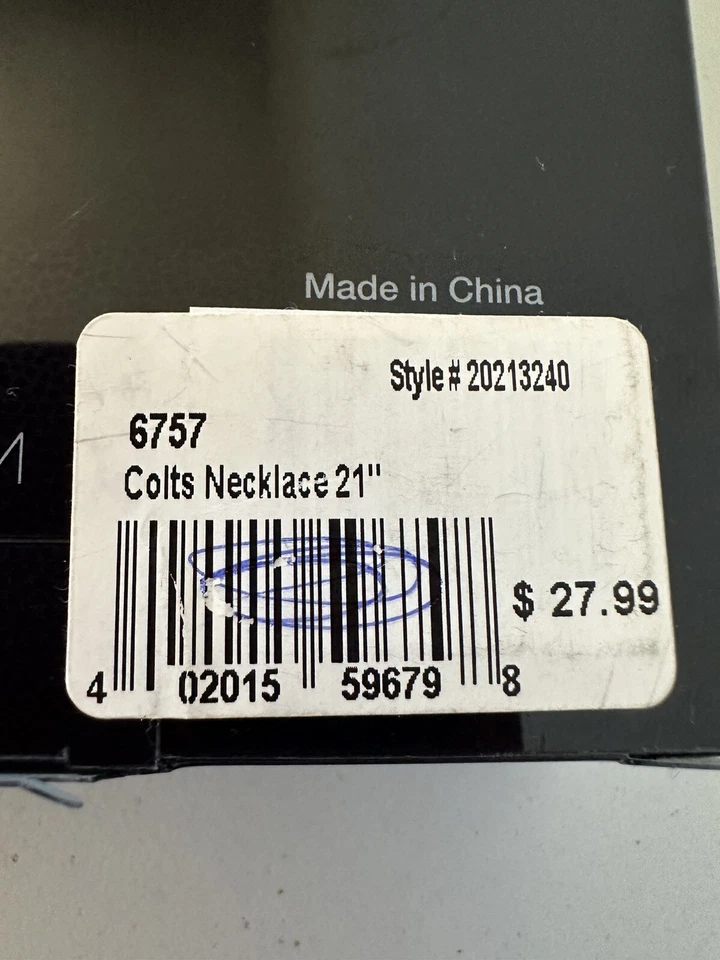 Made in China
Style # 20213240
6757
Colts Necklace 21"
$ 27.99
4 02015 59679 8